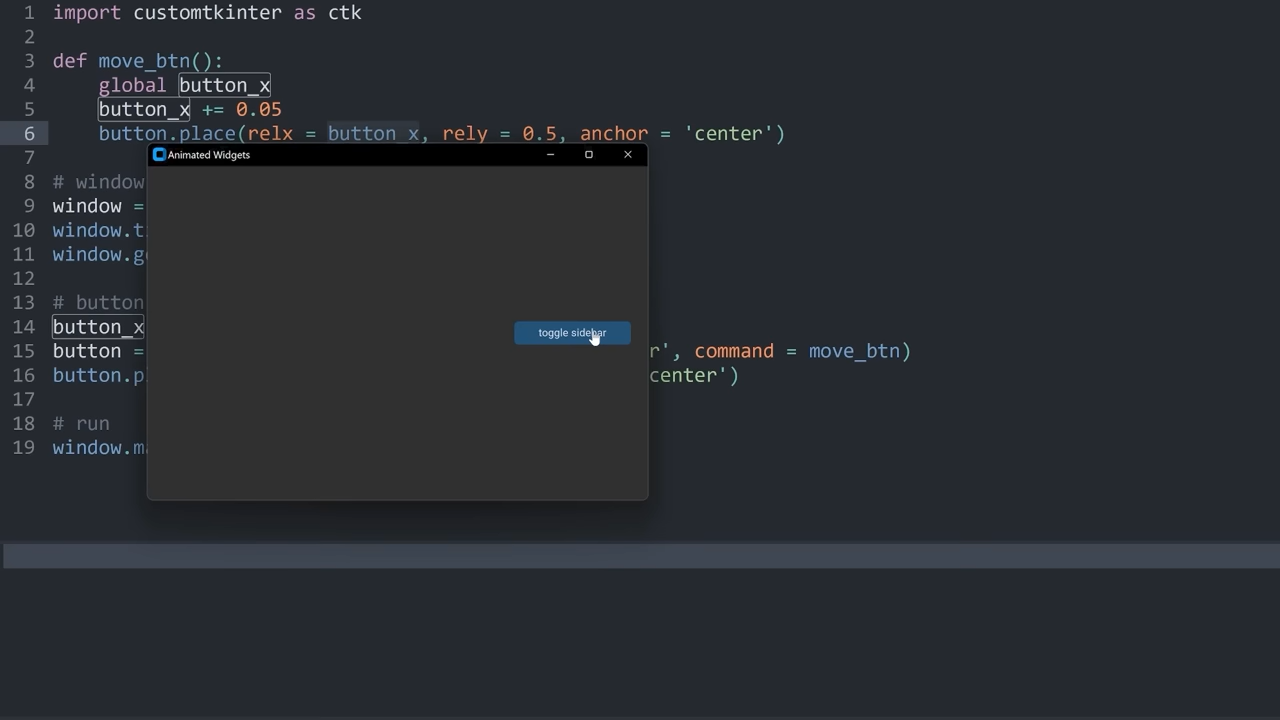 1 import customtkinter as ctk
2
3 def move_btn():
4 global button_x
5 button_x += 0.05
6 button.place(relx = button_x, rely = 0.5, anchor = 'center')
7
Animated Widgets
8 # window
9 window =
10 window.t
11 window.g
12
13 # button
toggle sidebar
14 button_x
15 button = r', command = move_btn)
16 button.p center')
17
18 # run
19 window.m